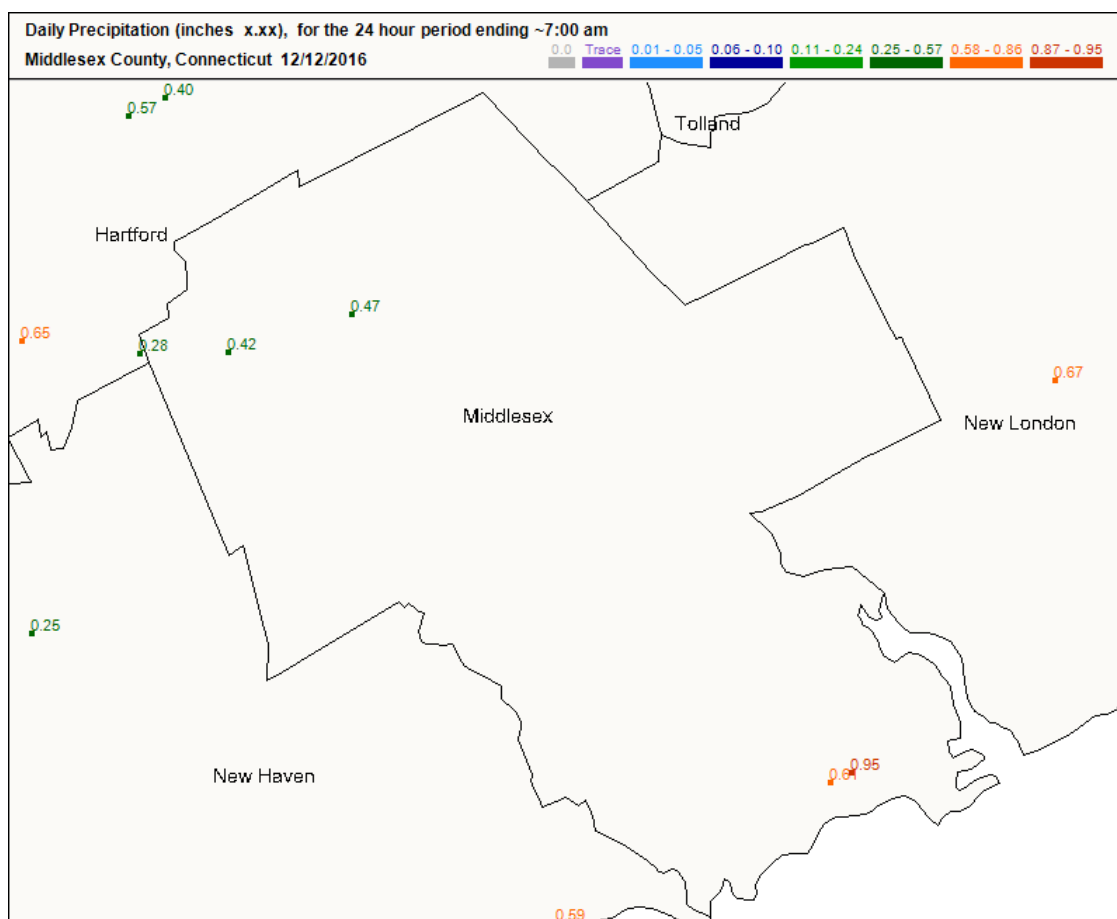 Daily Precipitation (inches x.xx), for the 24 hour period ending ~7:00 am
Middlesex County, Connecticut 12/12/2016
0.0 Trace 0.01 - 0.05 0.06 - 0.10 0.11 - 0.24 0.25 - 0.57 0.58 - 0.86 0.87 - 0.95
0.40
0.57
Tolland
Hartford
0.47
0.65
0.28
0.42
0.67
Middlesex
New London
0.25
0.95
0.61
New Haven
0.59